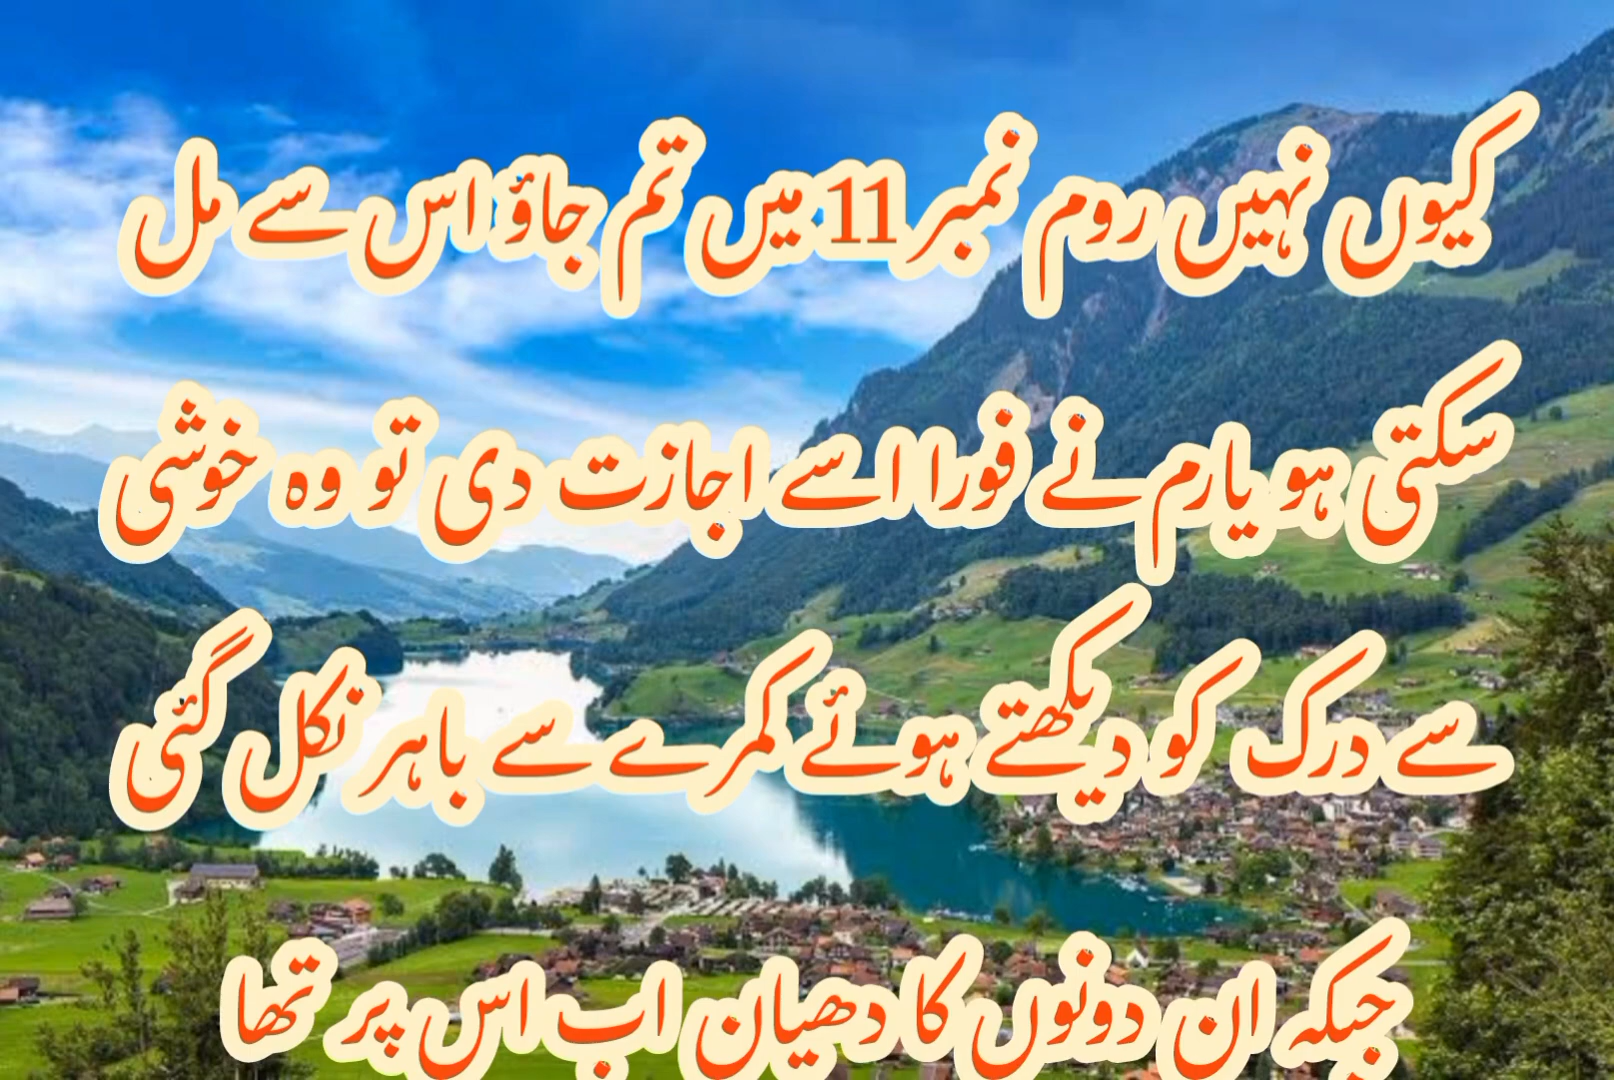 کیوں نہیں روم نمبر 11 میں تم جاؤ اس سے مل
سکتی ہو یارم نے فورا اسے اجازت دی تو وہ خوشی
سے درک کو دیکھتے ہوئے کمرے سے باہر نکل گئی
جبکہ ان دونوں کا دھیان اب اس پر تھا